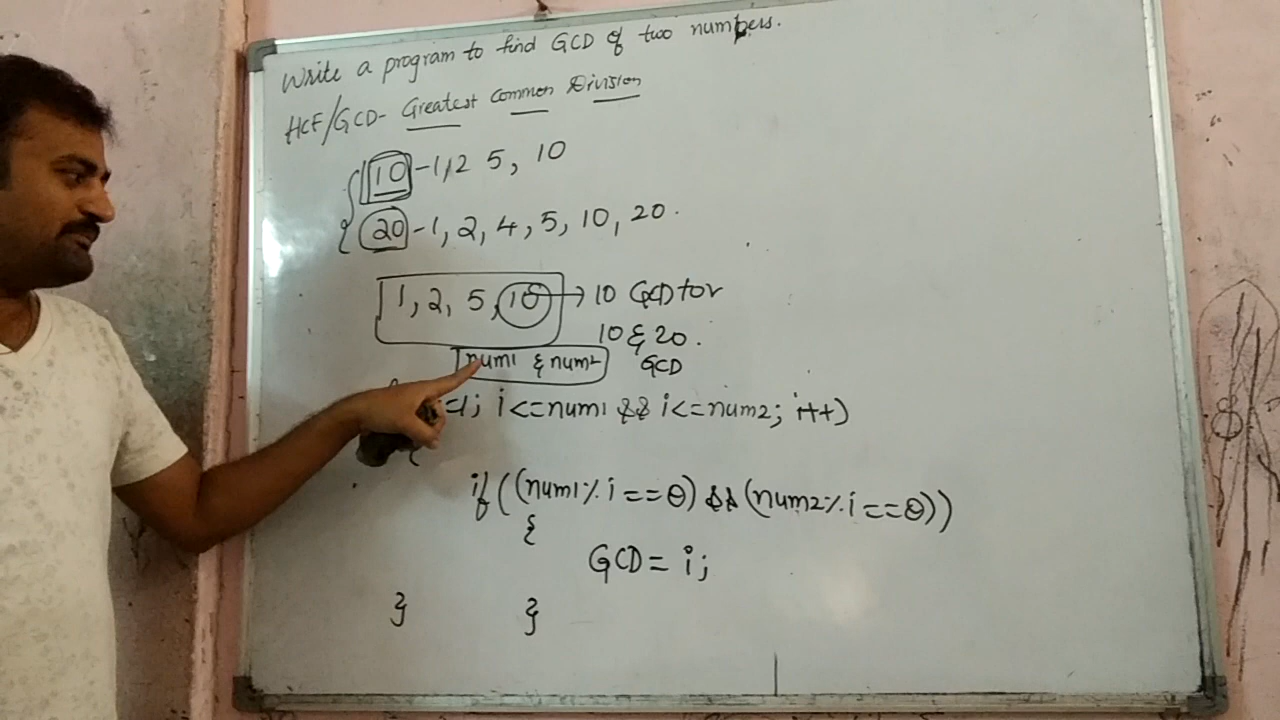 Write a program to find GCD of two numbers.
HCF/GCD- Greatest Common Division
10 -1,2 5, 10
20 -1, 2, 4, 5, 10, 20.
1, 2, 5, 10 → 10 GCD for
10 & 20.
num1 & num2 GCD
=1; i<=num1 && i<=num2; i++)
{
if((num1%i==0) && (num2%i==0))
{
GCD= i;
} }